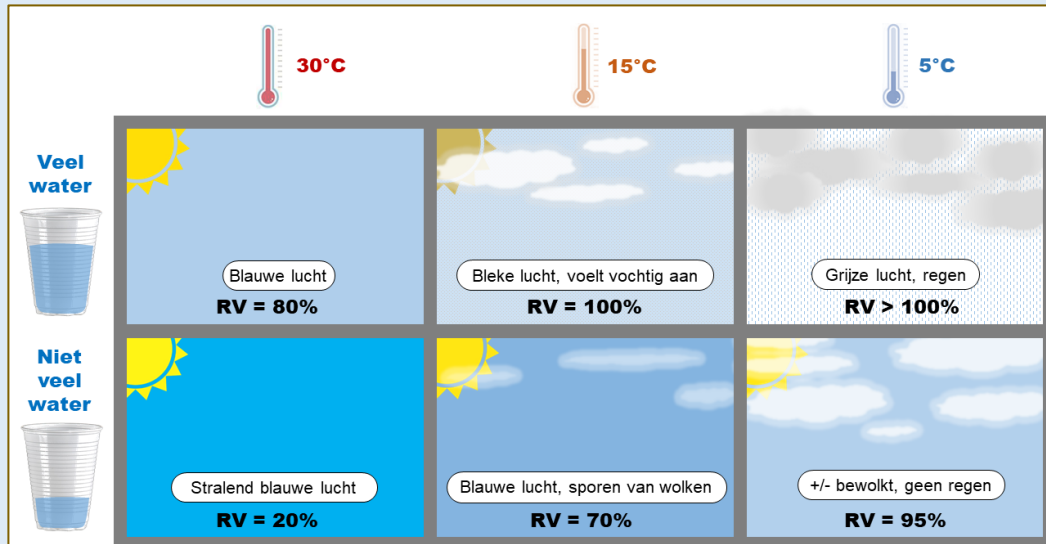 30°C
15°C
5°C
Veel
water
Blauwe lucht
RV = 80%
Bleke lucht, voelt vochtig aan
RV = 100%
Grijze lucht, regen
RV > 100%
Niet
veel
water
Stralend blauwe lucht
RV = 20%
Blauwe lucht, sporen van wolken
RV = 70%
+/- bewolkt, geen regen
RV = 95%